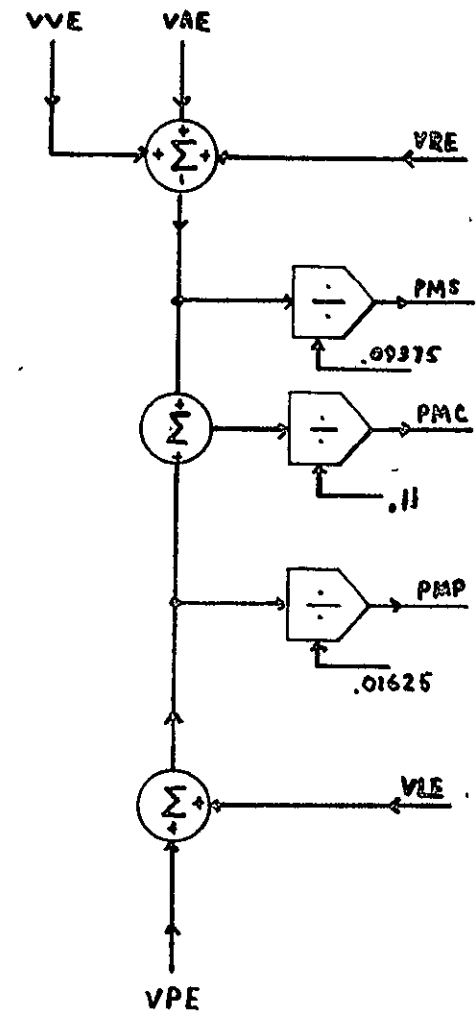 VVE VAE
+
+ Σ +
-
VRE
PMS
÷
.09375
+
Σ
+
PMC
÷
.11
PMP
÷
.01625
Σ +
+
VLE
VPE